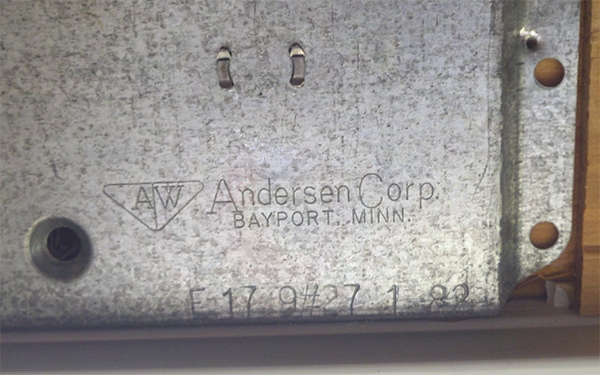 AW Andersen Corp.
BAYPORT, MINN.
E 17 9#27 1 82